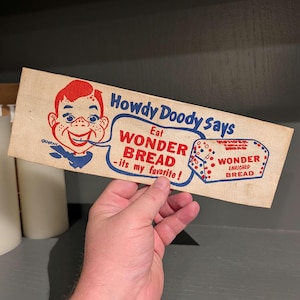 Howdy Doody Says
Eat
WONDER
BREAD
-its my favorite!
WONDER
ENRICHED
BREAD